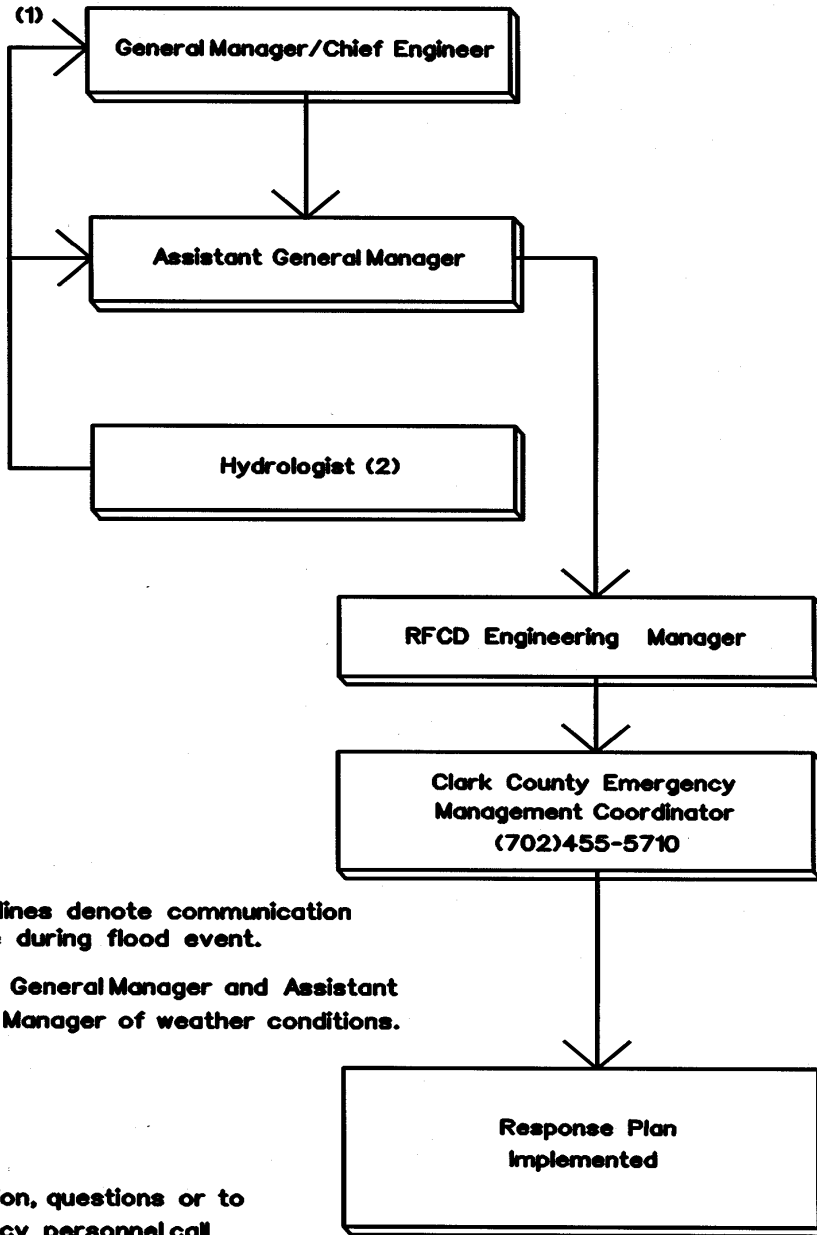 (1)
General Manager/Chief Engineer
Assistant General Manager
Hydrologist (2)
RFCD Engineering Manager
Clark County Emergency
Management Coordinator
(702)455-5710
lines denote communication
during flood event.
General Manager and Assistant
Manager of weather conditions.
Response Plan
Implemented
on, questions or to
cy personnel call